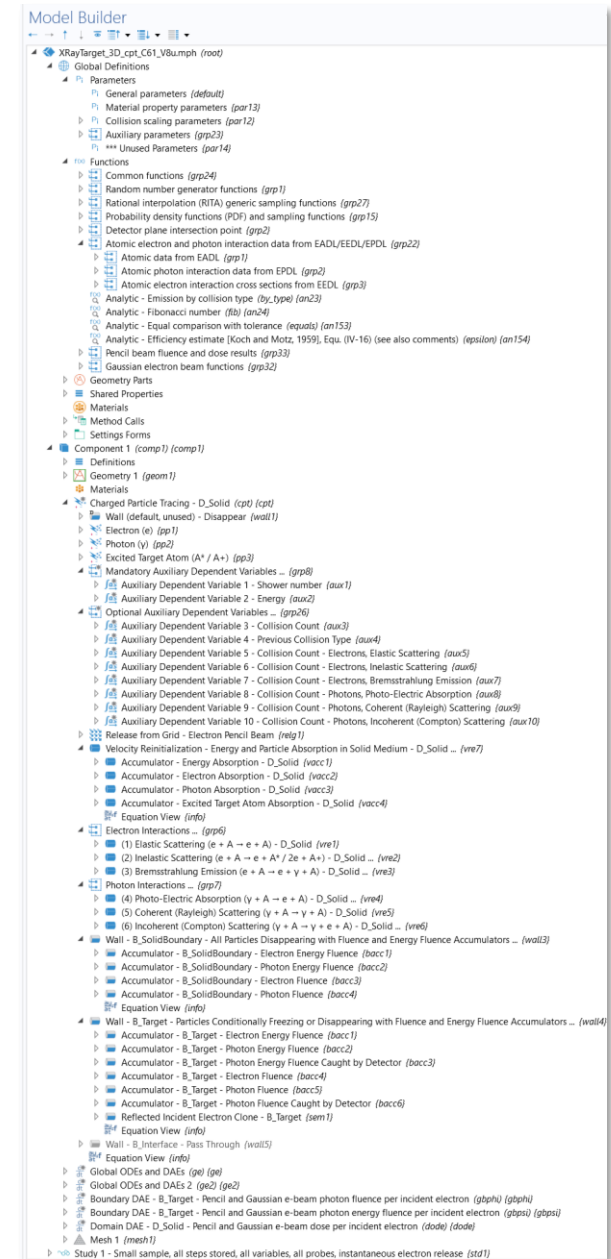 Model Builder
XRayTarget_3D_cpt_C61_V8u.mph (root)
Global Definitions
Pi Parameters
Pi General parameters {default}
Pi Material property parameters {par13}
Pi Collision scaling parameters {par12}
Auxiliary parameters {grp23}
Pi *** Unused Parameters {par14}
Functions
Common functions {grp24}
Random number generator functions {grp1}
Rational interpolation (RITA) generic sampling functions {grp27}
Probability density functions (PDF) and sampling functions {grp15}
Detector plane intersection point {grp2}
Atomic electron and photon interaction data from EADL/EEDL/EPDL {grp22}
Atomic data from EADL {grp1}
Atomic photon interaction data from EPDL {grp2}
Atomic electron interaction cross sections from EEDL {grp3}
Analytic - Emission by collision type (by_type) {an23}
Analytic - Fibonacci number (fib) {an24}
Analytic - Equal comparison with tolerance (equals) {an153}
Analytic - Efficiency estimate [Koch and Motz, 1959], Equ. (IV-16) (see also comments) (epsilon) {an154}
Pencil beam fluence and dose results {grp33}
Gaussian electron beam functions {grp32}
Geometry Parts
Shared Properties
Materials
Method Calls
Settings Forms
Component 1 (comp1) {comp1}
Definitions
Geometry 1 {geom1}
Materials
Charged Particle Tracing - D_Solid (cpt) {cpt}
Wall (default, unused) - Disappear {wall1}
Electron (e) {pp1}
Photon (γ) {pp2}
Excited Target Atom (A* / A+) {pp3}
Mandatory Auxiliary Dependent Variables ... {grp8}
Auxiliary Dependent Variable 1 - Shower number {aux1}
Auxiliary Dependent Variable 2 - Energy {aux2}
Optional Auxiliary Dependent Variables ... {grp26}
Auxiliary Dependent Variable 3 - Collision Count {aux3}
Auxiliary Dependent Variable 4 - Previous Collision Type {aux4}
Auxiliary Dependent Variable 5 - Collision Count - Electrons, Elastic Scattering {aux5}
Auxiliary Dependent Variable 6 - Collision Count - Electrons, Inelastic Scattering {aux6}
Auxiliary Dependent Variable 7 - Collision Count - Electrons, Bremsstrahlung Emission {aux7}
Auxiliary Dependent Variable 8 - Collision Count - Photons, Photo-Electric Absorption {aux8}
Auxiliary Dependent Variable 9 - Collision Count - Photons, Coherent (Rayleigh) Scattering {aux9}
Auxiliary Dependent Variable 10 - Collision Count - Photons, Incoherent (Compton) Scattering {aux10}
Release from Grid - Electron Pencil Beam {relg1}
Velocity Reinitialization - Energy and Particle Absorption in Solid Medium - D_Solid ... {vre7}
Accumulator - Energy Absorption - D_Solid {vacc1}
Accumulator - Electron Absorption - D_Solid {vacc2}
Accumulator - Photon Absorption - D_Solid {vacc3}
Accumulator - Excited Target Atom Absorption - D_Solid {vacc4}
Equation View {info}
Electron Interactions ... {grp6}
(1) Elastic Scattering (e + A → e + A) - D_Solid {vre1}
(2) Inelastic Scattering (e + A → e + A* / 2e + A+) - D_Solid ... {vre2}
(3) Bremsstrahlung Emission (e + A → e + γ + A) - D_Solid ... {vre3}
Photon Interactions ... {grp7}
(4) Photo-Electric Absorption (γ + A → e + A) - D_Solid ... {vre4}
(5) Coherent (Rayleigh) Scattering (γ + A → γ + A) - D_Solid {vre5}
(6) Incoherent (Compton) Scattering (γ + A → γ + e + A) - D_Solid ... {vre6}
Wall - B_SolidBoundary - All Particles Disappearing with Fluence and Energy Fluence Accumulators ... {wall3}
Accumulator - B_SolidBoundary - Electron Energy Fluence {bacc1}
Accumulator - B_SolidBoundary - Photon Energy Fluence {bacc2}
Accumulator - B_SolidBoundary - Electron Fluence {bacc3}
Accumulator - B_SolidBoundary - Photon Fluence {bacc4}
Equation View {info}
Wall - B_Target - Particles Conditionally Freezing or Disappearing with Fluence and Energy Fluence Accumulators ... {wall4}
Accumulator - B_Target - Electron Energy Fluence {bacc1}
Accumulator - B_Target - Photon Energy Fluence {bacc2}
Accumulator - B_Target - Photon Energy Fluence Caught by Detector {bacc3}
Accumulator - B_Target - Electron Fluence {bacc4}
Accumulator - B_Target - Photon Fluence {bacc5}
Accumulator - B_Target - Photon Fluence Caught by Detector {bacc6}
Reflected Incident Electron Clone - B_Target {sem1}
Equation View {info}
Wall - B_Interface - Pass Through {wall5}
Equation View {info}
Global ODEs and DAEs (ge) {ge}
Global ODEs and DAEs 2 (ge2) {ge2}
Boundary DAE - B_Target - Pencil and Gaussian e-beam photon fluence per incident electron (gbphi) {gbphi}
Boundary DAE - B_Target - Pencil and Gaussian e-beam photon energy fluence per incident electron (gbpsi) {gbpsi}
Domain DAE - D_Solid - Pencil and Gaussian e-beam dose per incident electron (dode) {dode}
Mesh 1 {mesh1}
Study 1 - Small sample, all steps stored, all variables, all probes, instantaneous electron release {std1}